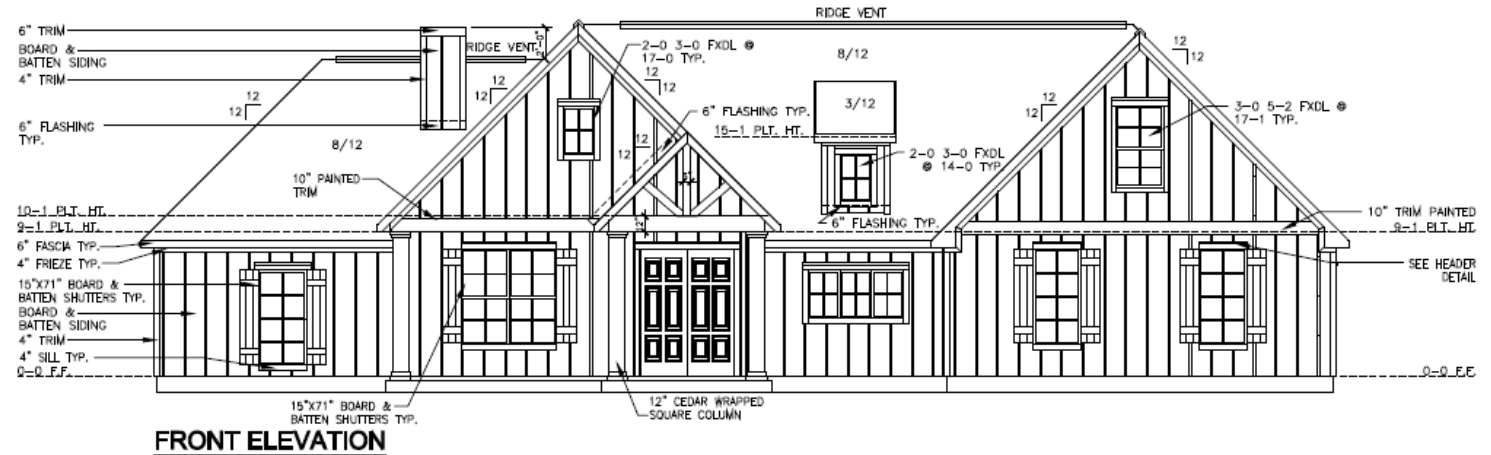 RIDGE VENT
6" TRIM
BOARD &
BATTEN SIDING
4" TRIM
6" FLASHING
TYP.
RIDGE VENT
2'-0"
12
12
8/12
12
12
2-0 3-0 FXDL @
17-0 TYP.
12
12
6" FLASHING TYP.
15-1 PLT. HT.
12
12
8/12
3/12
2-0 3-0 FXDL
@ 14-0 TYP.
6" FLASHING TYP.
12
12
12
12
3-0 5-2 FXDL @
17-1 TYP.
10" PAINTED
TRIM
12"
10-1 PLT. HT.
9-1 PLT. HT.
6" FASCIA TYP.
4" FRIEZE TYP.
15"X71" BOARD &
BATTEN SHUTTERS TYP.
BOARD &
BATTEN SIDING
4" TRIM
4" SILL TYP.
0-0 F.F.
10" TRIM PAINTED
9-1 PLT. HT.
SEE HEADER
DETAIL
0-0 F.F.
15"X71" BOARD &
BATTEN SHUTTERS TYP.
12" CEDAR WRAPPED
SQUARE COLUMN
FRONT ELEVATION